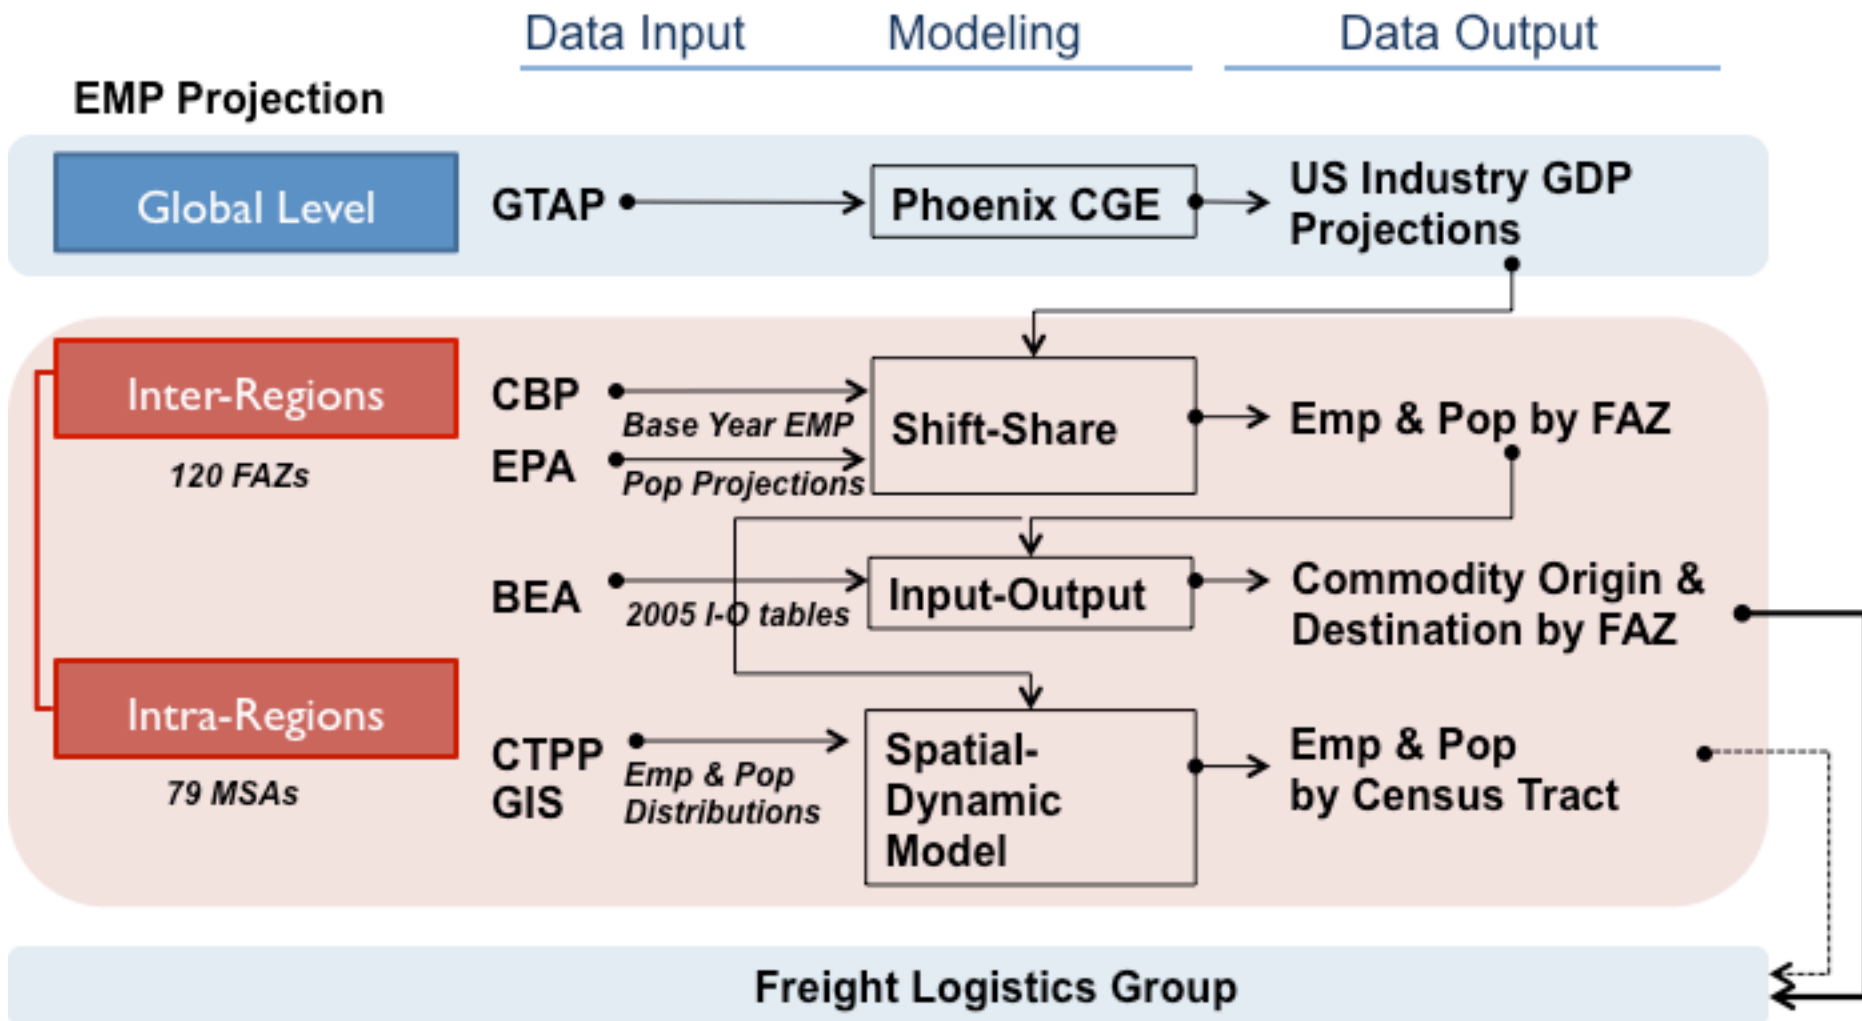 Data Input
Modeling
Data Output
EMP Projection
Global Level
GTAP
Phoenix CGE
US Industry GDP
Projections
Inter-Regions
120 FAZs
CBP
Base Year EMP
EPA
Pop Projections
Shift-Share
Emp & Pop by FAZ
BEA
2005 I-O tables
Input-Output
Commodity Origin &
Destination by FAZ
Intra-Regions
79 MSAs
CTPP
GIS
Emp & Pop
Distributions
Spatial-
Dynamic
Model
Emp & Pop
by Census Tract
Freight Logistics Group